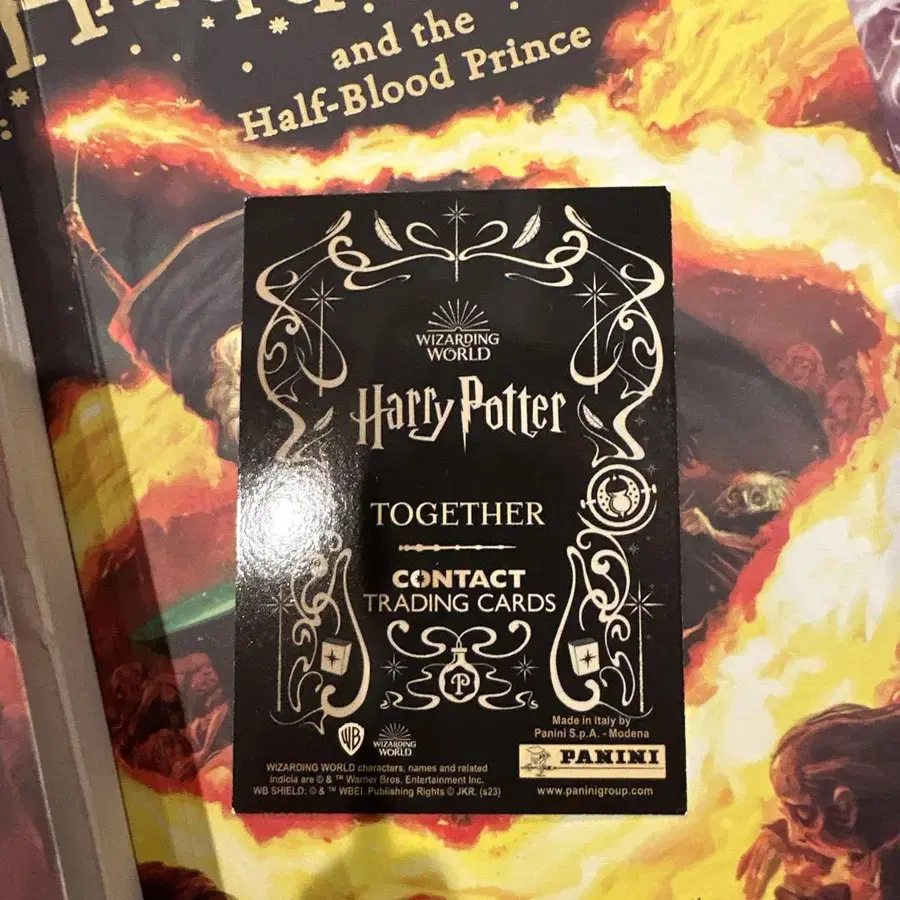 and the
Half-Blood Prince
WIZARDING
WORLD
Harry Potter
TOGETHER
CONTACT
TRADING CARDS
P
Made in Italy by
Panini S.p.A. - Modena
PANINI
www.paninigroup.com
WB
WIZARDING
WORLD
WIZARDING WORLD characters, names and related
indicia are © & ™ Warner Bros. Entertainment Inc.
WB SHIELD: © & ™ WBEI. Publishing Rights © JKR. (s23)